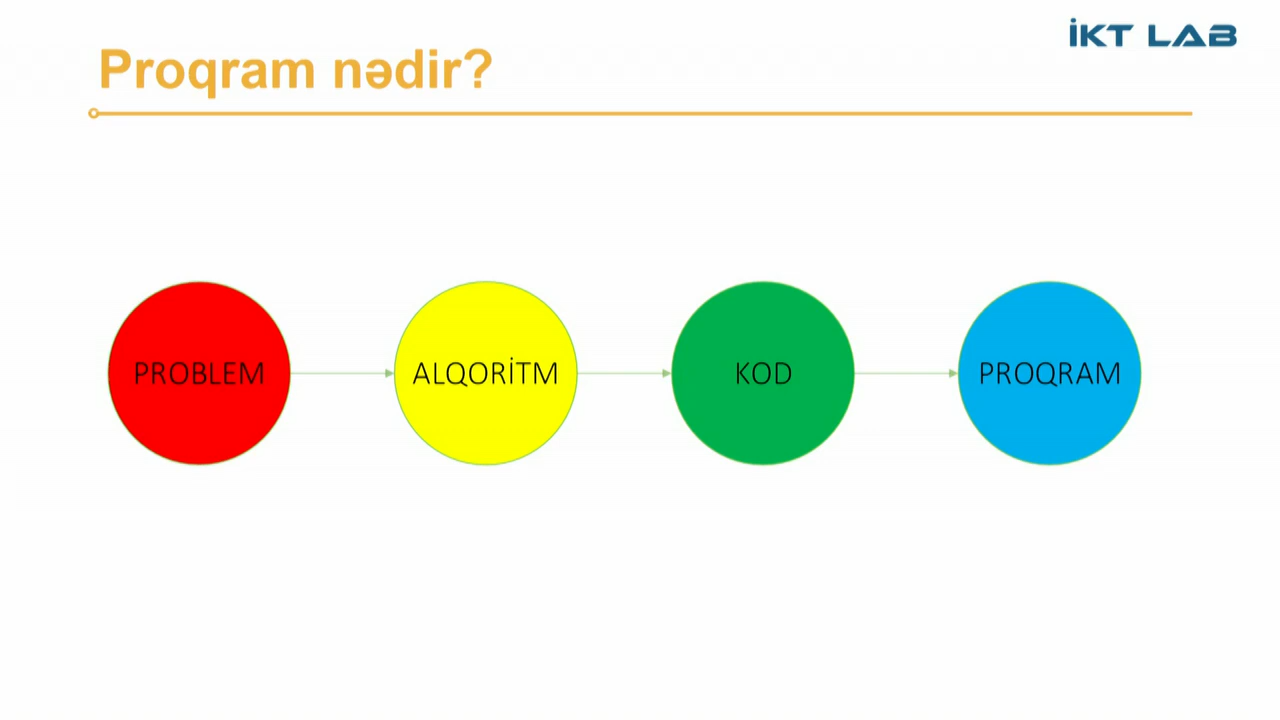 İKT LAB
Proqram nədir?
PROBLEM
ALQORİTM
KOD
PROQRAM